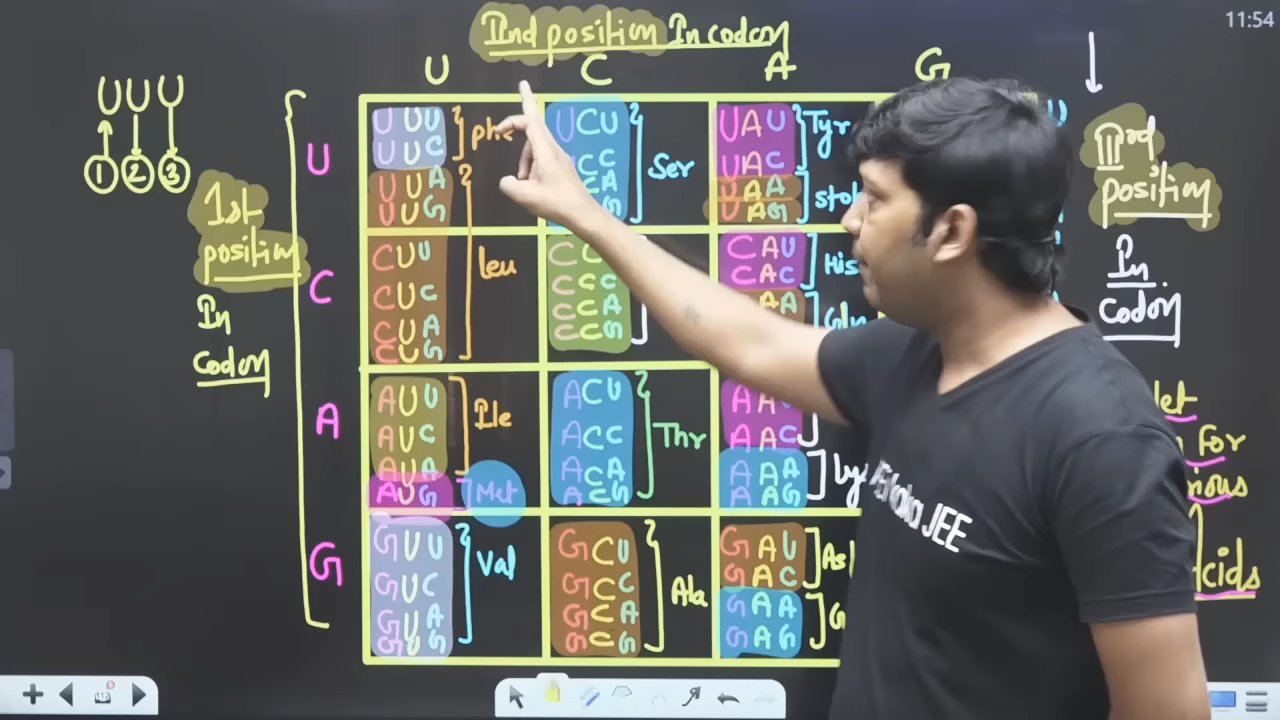 11:54
IInd position In codon
U C A G
UUU
1 2 3
1st
position
In
codon
IIIrd
position
In
codon
U
UUU
UUC
phe
UUA
UUG
UCU
Ser
UAU
UAC
Tyr
UAA
UAG
C
CUU
CUC
CUA
CUG
leu
CAU
CAC
His
Gln
A
AUU
AUC
AUA
Ile
AUG
Met
ACU
ACC
ACA
ACG
Thr
AAC
AAA
AAG
G
GUU
GUC
GUA
GUG
Val
GCU
GCC
GCA
GCG
Ala
GAU
GAC
GAA
GAG
For
JEE